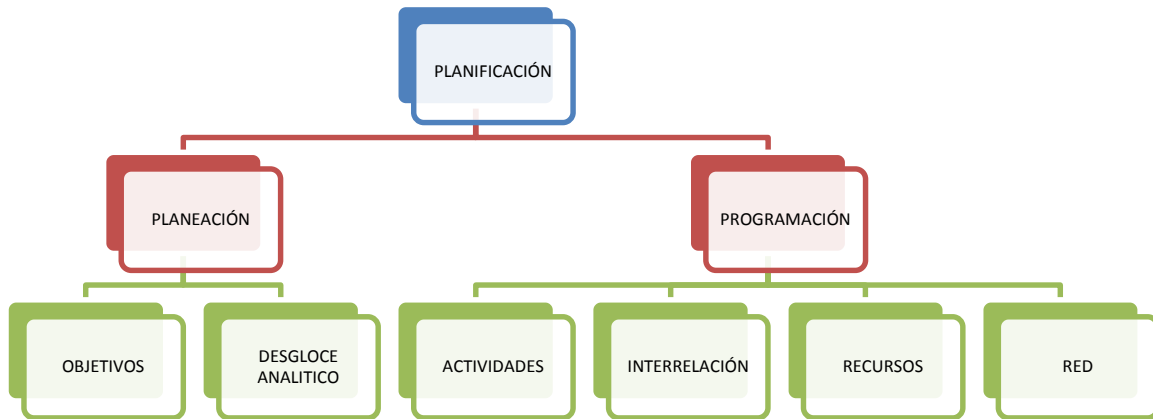 PLANIFICACIÓN
PLANEACIÓN
PROGRAMACIÓN
OBJETIVOS
DESGLOCE
ANALITICO
ACTIVIDADES
INTERRELACIÓN
RECURSOS
RED